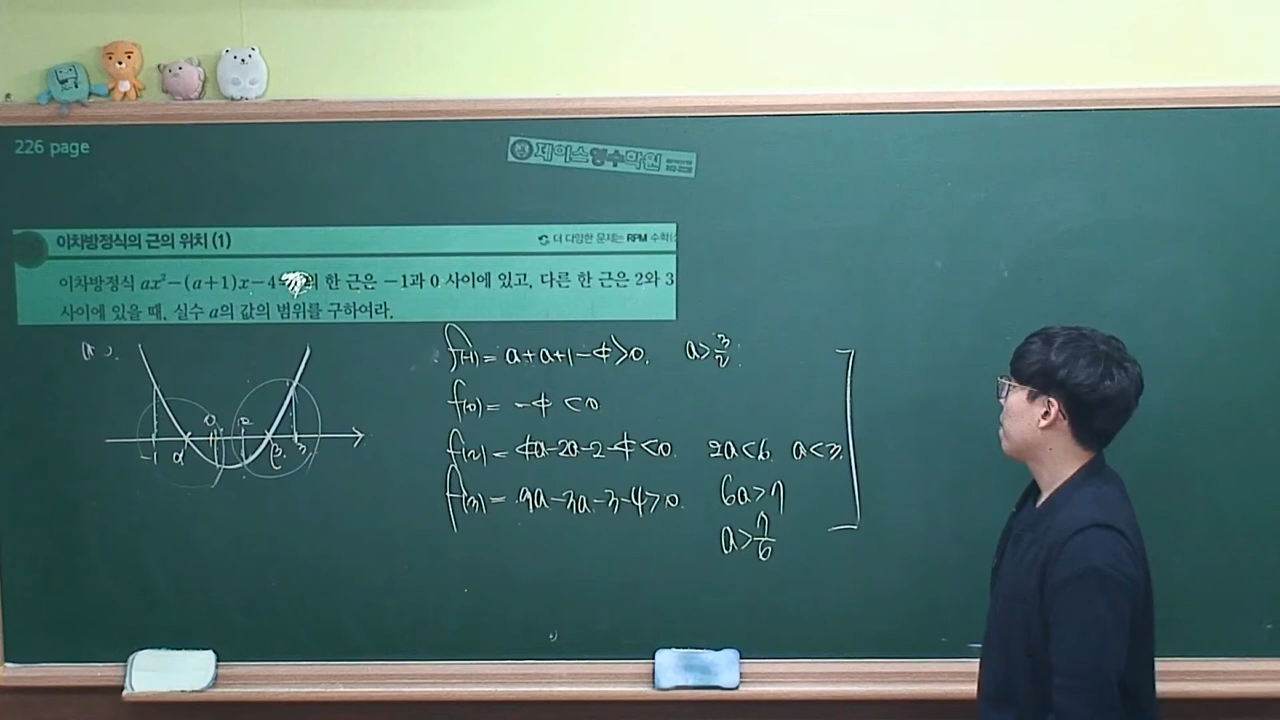 226 page
제이스영수학원
이차방정식의 근의 위치 (1)
더 다양한 문제는 RPM 수학(
이차방정식 ax²-(a+1)x-4 의 한 근은 -1과 0 사이에 있고, 다른 한 근은 2와 3
사이에 있을 때, 실수 a의 값의 범위를 구하여라.
f(-1) = a+a+1-4>0. a>3/2.
f(0) = -4<0
f(2) = 4a-2a-2-4<0. 2a<6. a<3.
f(3) = 9a-3a-3-4>0. 6a>7
a>7/6
-1 α 0 2 β 3